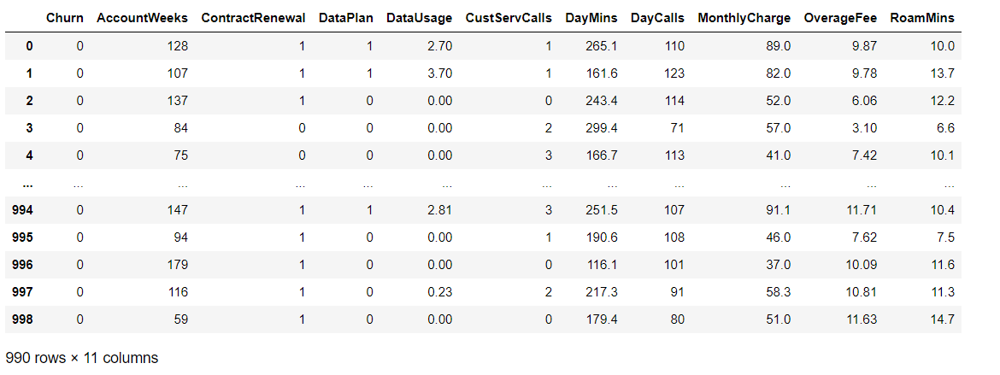 Churn AccountWeeks ContractRenewal DataPlan DataUsage CustServCalls DayMins DayCalls MonthlyCharge OverageFee RoamMins
0 0 128 1 1 2.70 1 265.1 110 89.0 9.87 10.0
1 0 107 1 1 3.70 1 161.6 123 82.0 9.78 13.7
2 0 137 1 0 0.00 0 243.4 114 52.0 6.06 12.2
3 0 84 0 0 0.00 2 299.4 71 57.0 3.10 6.6
4 0 75 0 0 0.00 3 166.7 113 41.0 7.42 10.1
... ... ... ... ... ... ... ... ... ... ... ...
994 0 147 1 1 2.81 3 251.5 107 91.1 11.71 10.4
995 0 94 1 0 0.00 1 190.6 108 46.0 7.62 7.5
996 0 179 1 0 0.00 0 116.1 101 37.0 10.09 11.6
997 0 116 1 0 0.23 2 217.3 91 58.3 10.81 11.3
998 0 59 1 0 0.00 0 179.4 80 51.0 11.63 14.7
990 rows × 11 columns